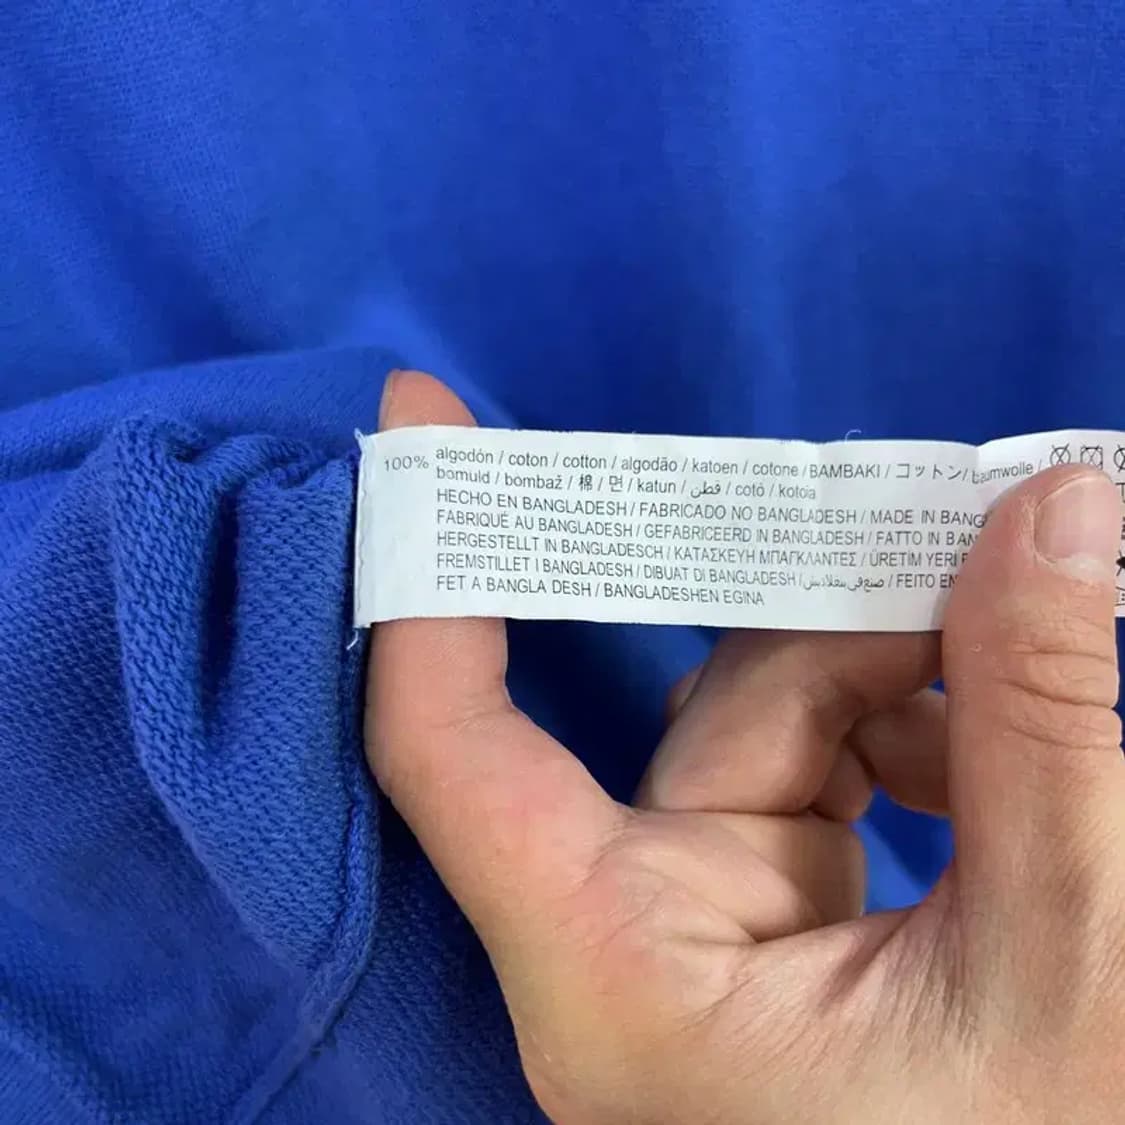 100% algodón / coton / cotton / algodão / katoen / cotone / BAMBAKI / コットン / baumwolle /
bomuld / bombaž / 棉 / 면 / katun / قطن / cotó / kotoia
HECHO EN BANGLADESH / FABRICADO NO BANGLADESH / MADE IN BANG
FABRIQUÉ AU BANGLADESH / GEFABRICEERD IN BANGLADESH / FATTO IN BAN
HERGESTELLT IN BANGLADESCH / ΚΑΤΑΣΚΕΥΗ ΜΠΑΓΚΛΑΝΤΕΣ / ÜRETİM YERİ
FREMSTILLET I BANGLADESH / DIBUAT DI BANGLADESH / صنع في بنغلاديش / FEITO EN
FET A BANGLA DESH / BANGLADESHEN EGINA